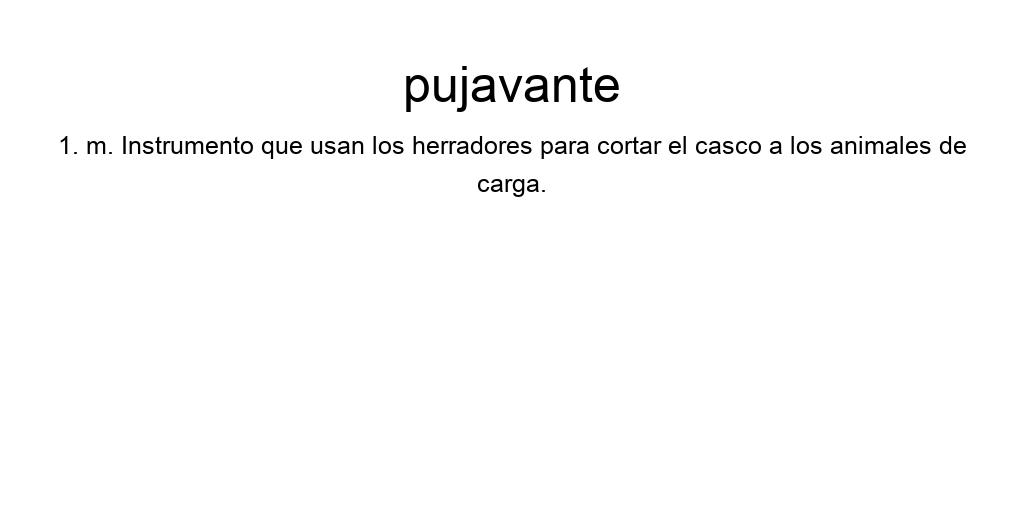 pujavante
1. m. Instrumento que usan los herradores para cortar el casco a los animales de
carga.